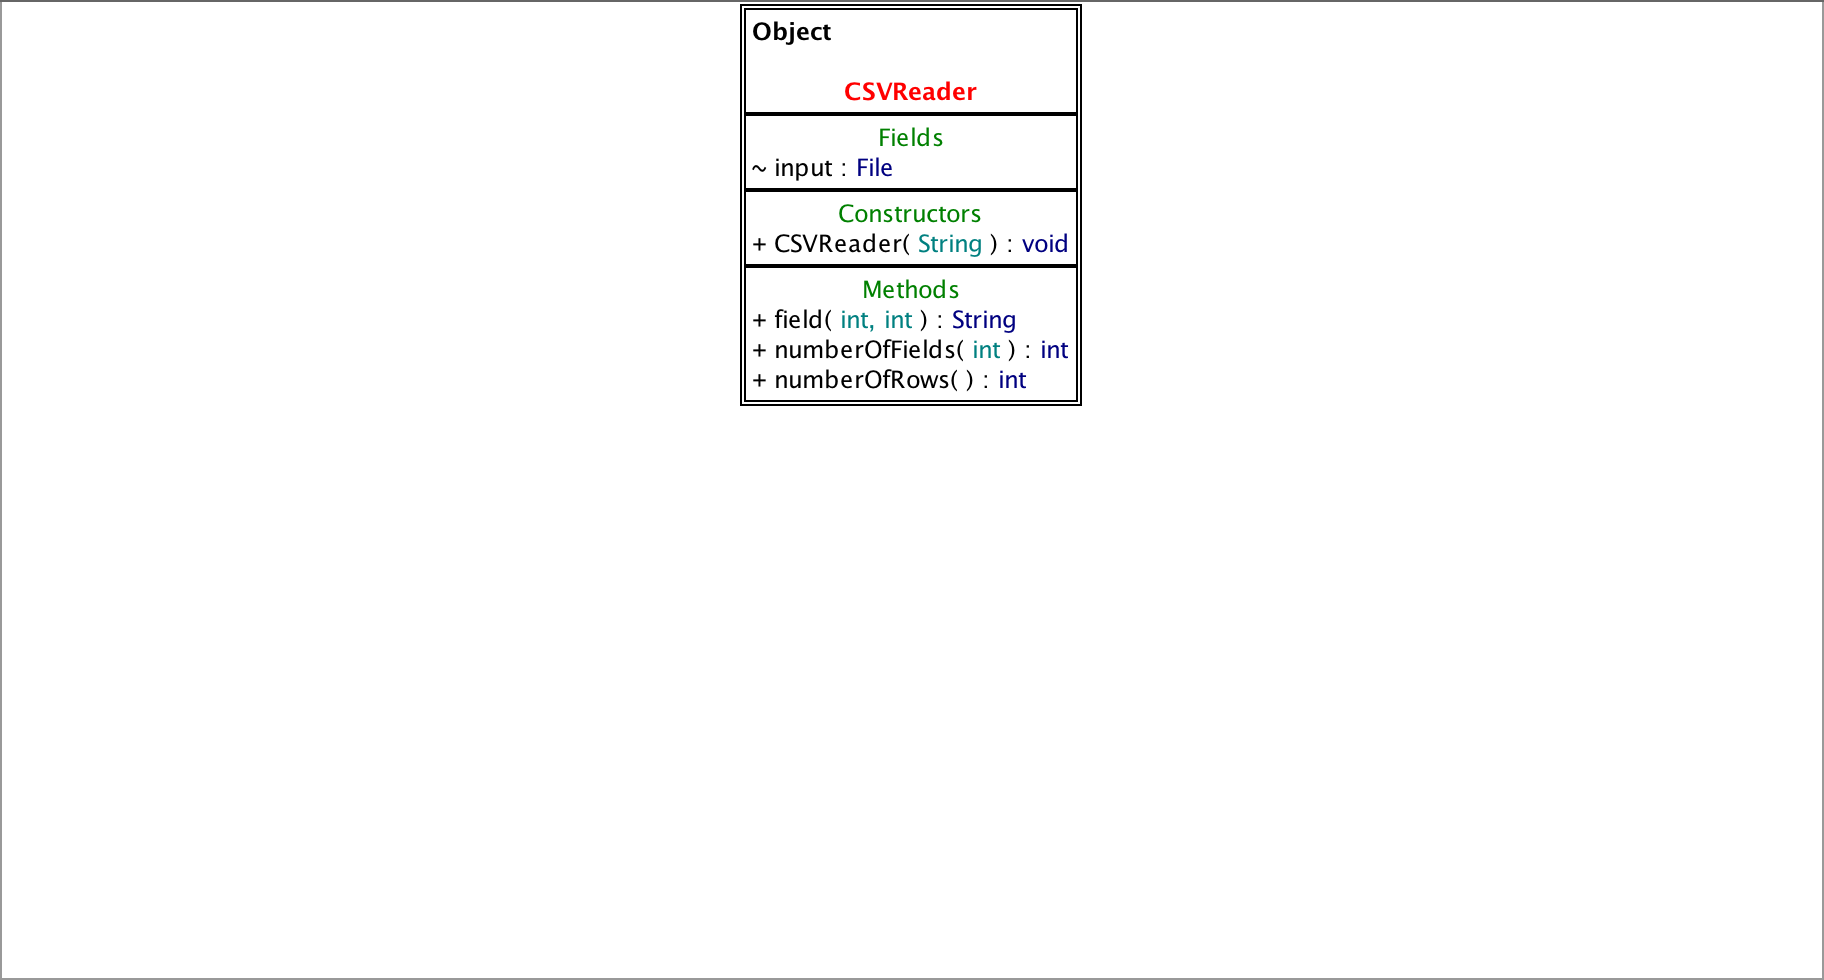 Object
CSVReader
Fields
~ input : File
Constructors
+ CSVReader( String ) : void
Methods
+ field( int, int ) : String
+ numberOfFields( int ) : int
+ numberOfRows( ) : int